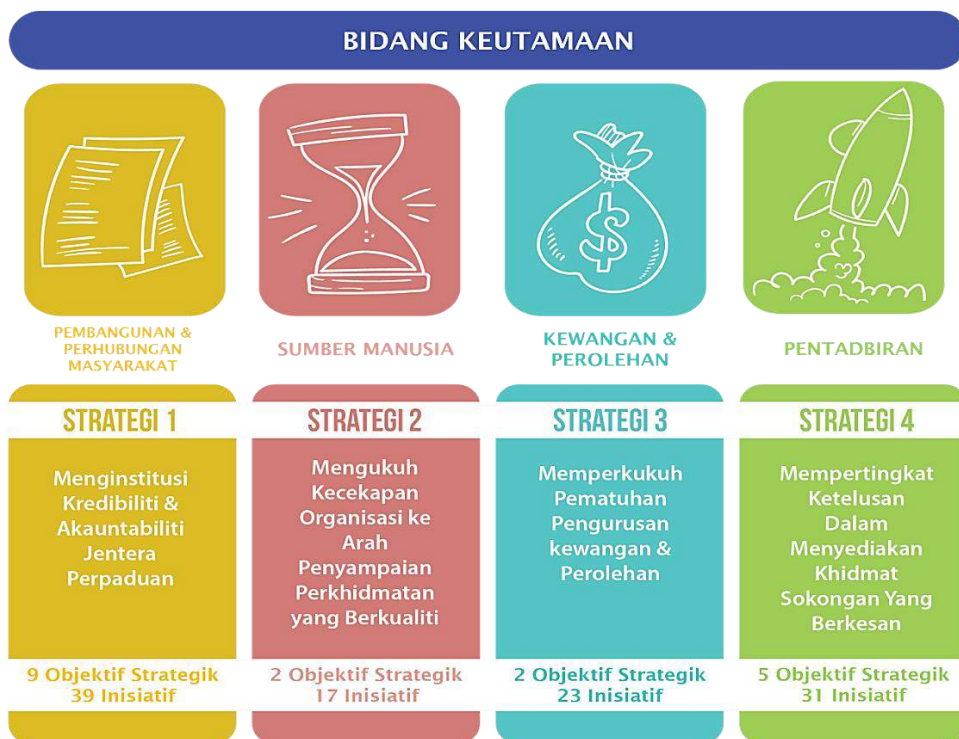 BIDANG KEUTAMAAN
$
PEMBANGUNAN &
PERHUBUNGAN
MASYARAKAT
SUMBER MANUSIA
KEWANGAN &
PEROLEHAN
PENTADBIRAN
STRATEGI 1
Menginstitusi
Kredibiliti &
Akauntabiliti
Jentera
Perpaduan
9 Objektif Strategik
39 Inisiatif
STRATEGI 2
Mengukuh
Kecekapan
Organisasi ke
Arah
Penyampaian
Perkhidmatan
yang Berkualiti
2 Objektif Strategik
17 Inisiatif
STRATEGI 3
Memperkukuh
Pematuhan
Pengurusan
kewangan &
Perolehan
2 Objektif Strategik
23 Inisiatif
STRATEGI 4
Mempertingkat
Ketelusan
Dalam
Menyediakan
Khidmat
Sokongan Yang
Berkesan
5 Objektif Strategik
31 Inisiatif